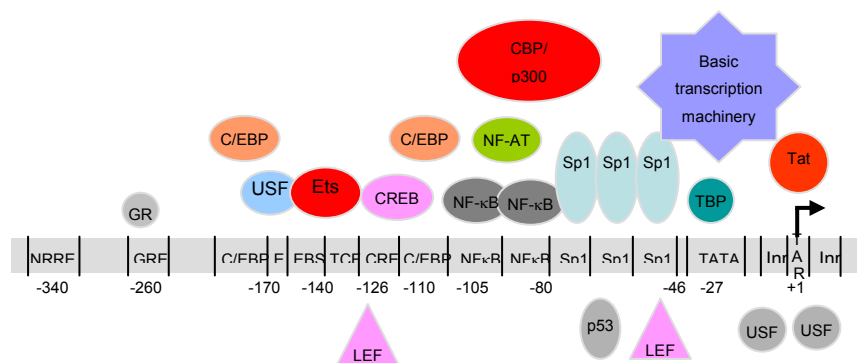 CBP/
p300
Basic
transcription
machinery
C/EBP
C/EBP
NF-AT
Sp1
Sp1
Sp1
Tat
USF
Ets
CREB
NF-κB
NF-κB
TBP
GR
NRRE
GRE
C/EBP
E
EBS
TCF
CRE
C/EBP
NFκB
NFκB
Sp1
Sp1
Sp1
TATA
Inr
TAR
Inr
-340
-260
-170
-140
-126
-110
-105
-80
-46
-27
+1
LEF
p53
LEF
USF
USF